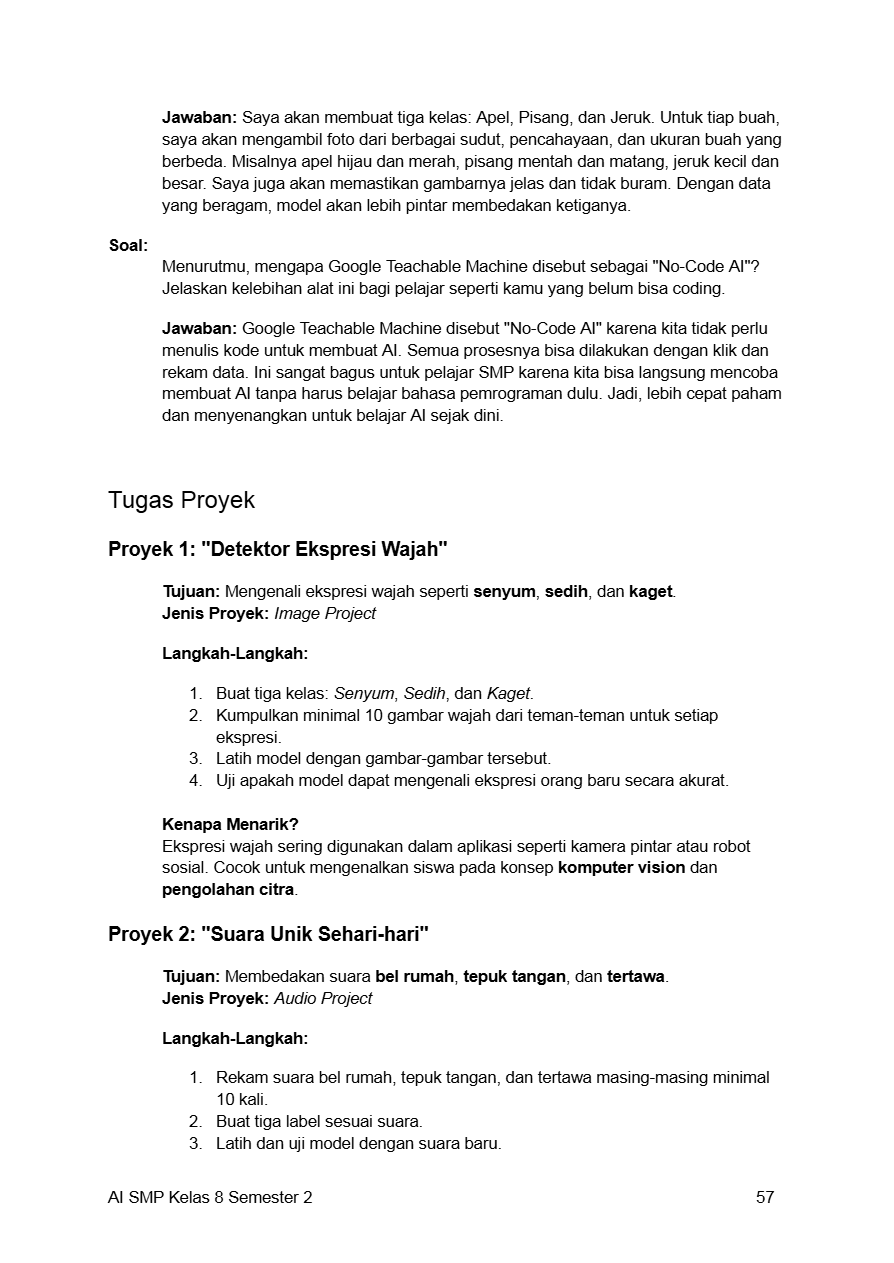 Jawaban: Saya akan membuat tiga kelas: Apel, Pisang, dan Jeruk. Untuk tiap buah,
saya akan mengambil foto dari berbagai sudut, pencahayaan, dan ukuran buah yang
berbeda. Misalnya apel hijau dan merah, pisang mentah dan matang, jeruk kecil dan
besar. Saya juga akan memastikan gambarnya jelas dan tidak buram. Dengan data
yang beragam, model akan lebih pintar membedakan ketiganya.
Soal:
Menurutmu, mengapa Google Teachable Machine disebut sebagai "No-Code AI"?
Jelaskan kelebihan alat ini bagi pelajar seperti kamu yang belum bisa coding.
Jawaban: Google Teachable Machine disebut "No-Code AI" karena kita tidak perlu
menulis kode untuk membuat AI. Semua prosesnya bisa dilakukan dengan klik dan
rekam data. Ini sangat bagus untuk pelajar SMP karena kita bisa langsung mencoba
membuat AI tanpa harus belajar bahasa pemrograman dulu. Jadi, lebih cepat paham
dan menyenangkan untuk belajar AI sejak dini.
Tugas Proyek
Proyek 1: "Detektor Ekspresi Wajah"
Tujuan: Mengenali ekspresi wajah seperti senyum, sedih, dan kaget.
Jenis Proyek: Image Project
Langkah-Langkah:
1. Buat tiga kelas: Senyum, Sedih, dan Kaget.
2. Kumpulkan minimal 10 gambar wajah dari teman-teman untuk setiap
ekspresi.
3. Latih model dengan gambar-gambar tersebut.
4. Uji apakah model dapat mengenali ekspresi orang baru secara akurat.
Kenapa Menarik?
Ekspresi wajah sering digunakan dalam aplikasi seperti kamera pintar atau robot
sosial. Cocok untuk mengenalkan siswa pada konsep komputer vision dan
pengolahan citra.
Proyek 2: "Suara Unik Sehari-hari"
Tujuan: Membedakan suara bel rumah, tepuk tangan, dan tertawa.
Jenis Proyek: Audio Project
Langkah-Langkah:
1. Rekam suara bel rumah, tepuk tangan, dan tertawa masing-masing minimal
10 kali.
2. Buat tiga label sesuai suara.
3. Latih dan uji model dengan suara baru.
AI SMP Kelas 8 Semester 2 57